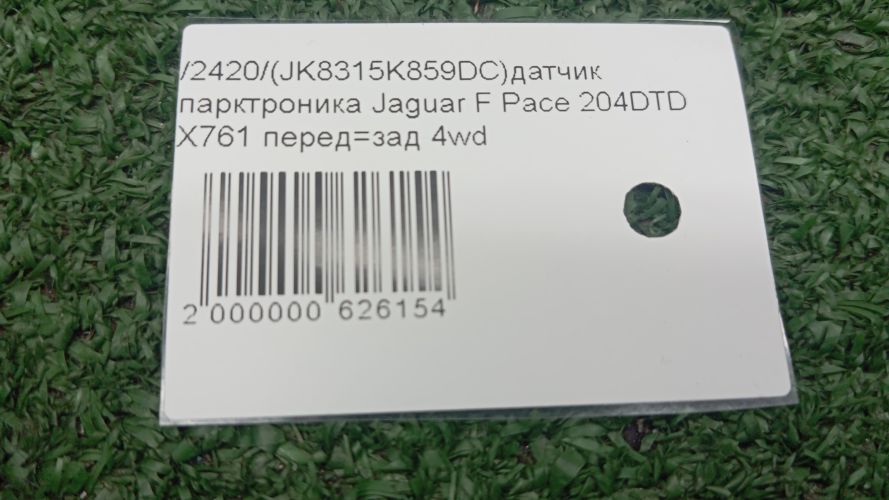 /2420/(JK8315K859DC)датчик
парктроника Jaguar F Pace 204DTD
X761 перед=зад 4wd
2 000000 626154